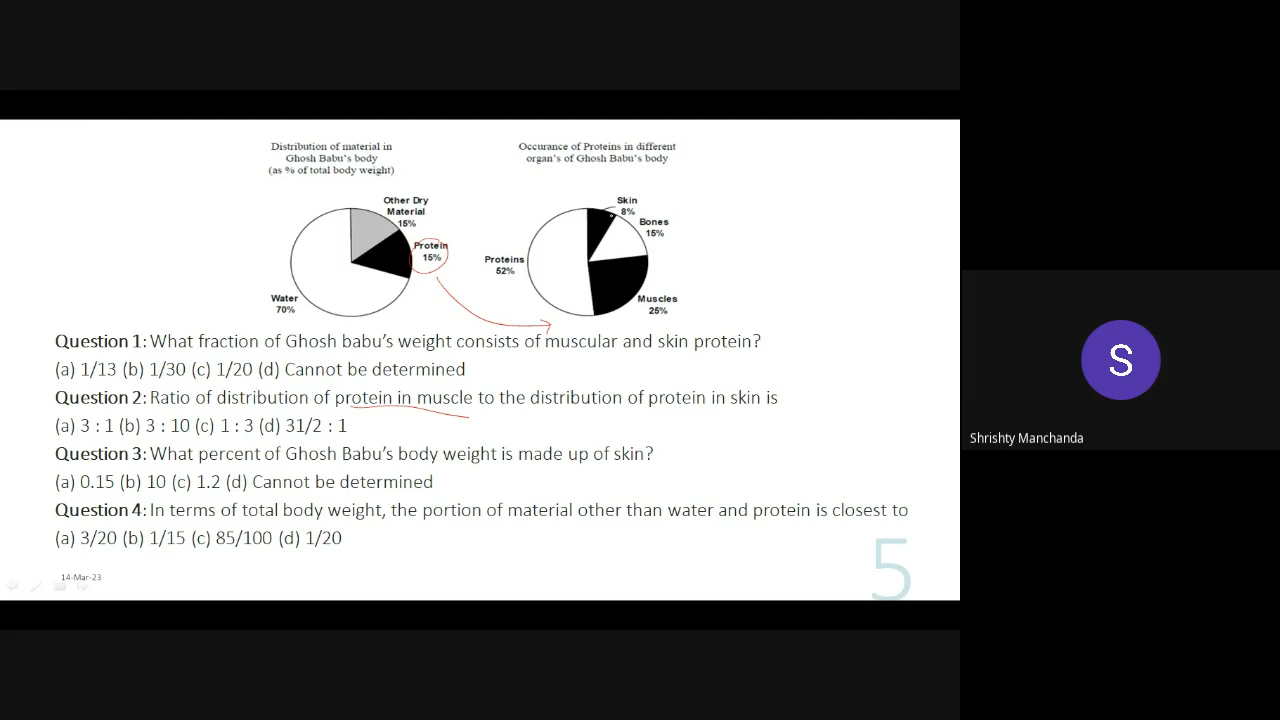 Distribution of material in
Ghosh Babu's body
(as % of total body weight)
Other Dry
Material
15%
Protein
15%
Water
70%
Occurance of Proteins in different
organ's of Ghosh Babu's body
Skin
8%
Bones
15%
Proteins
52%
Muscles
25%
Question 1: What fraction of Ghosh babu's weight consists of muscular and skin protein?
(a) 1/13 (b) 1/30 (c) 1/20 (d) Cannot be determined
Question 2: Ratio of distribution of protein in muscle to the distribution of protein in skin is
(a) 3 : 1 (b) 3 : 10 (c) 1 : 3 (d) 31/2 : 1
Question 3: What percent of Ghosh Babu's body weight is made up of skin?
(a) 0.15 (b) 10 (c) 1.2 (d) Cannot be determined
Question 4: In terms of total body weight, the portion of material other than water and protein is closest to
(a) 3/20 (b) 1/15 (c) 85/100 (d) 1/20
14-Mar-23
5
S
Shrishty Manchanda